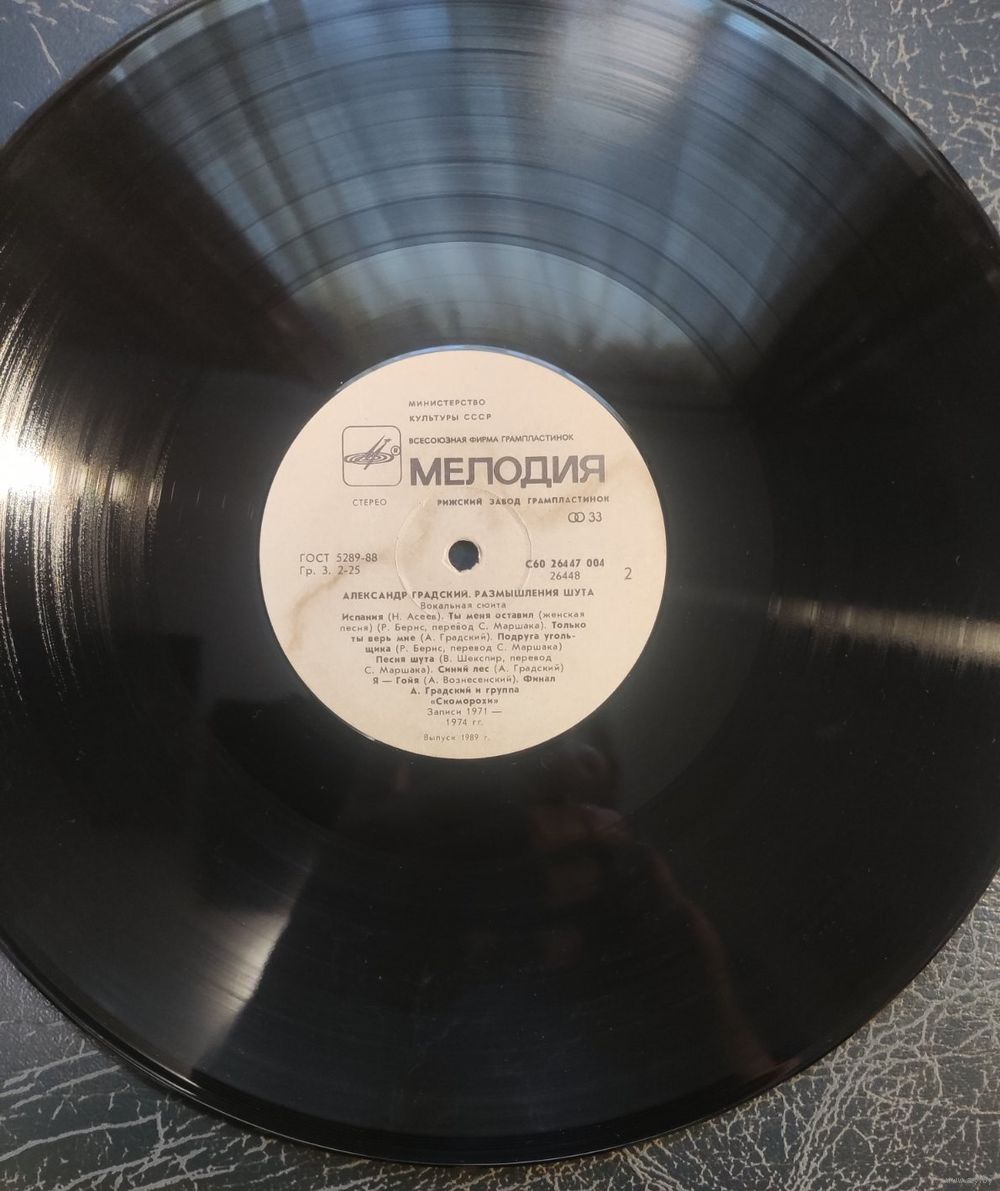 МИНИСТЕРСТВО
КУЛЬТУРЫ СССР
ВСЕСОЮЗНАЯ ФИРМА ГРАМПЛАСТИНОК
® МЕЛОДИЯ
СТЕРЕО РИЖСКИЙ ЗАВОД ГРАМПЛАСТИНОК
33
ГОСТ 5289-88 С60 26447 004
Гр. 3. 2-25 26448 2
АЛЕКСАНДР ГРАДСКИЙ. РАЗМЫШЛЕНИЯ ШУТА
Вокальная сюита
Испания (Н. Асеев). Ты меня оставил (женская
песня) (Р. Бернс, перевод С. Маршака). Только
ты верь мне (А. Градский). Подруга уголь-
щика (Р. Бернс, перевод С. Маршака)
Песня шута (В. Шекспир, перевод
С. Маршака). Синий лес (А. Градский)
Я — Гойя (А. Вознесенский). Финал
А. Градский и группа
«Скоморохи»
Записи 1971 —
1974 гг.
Выпуск 1989 г.